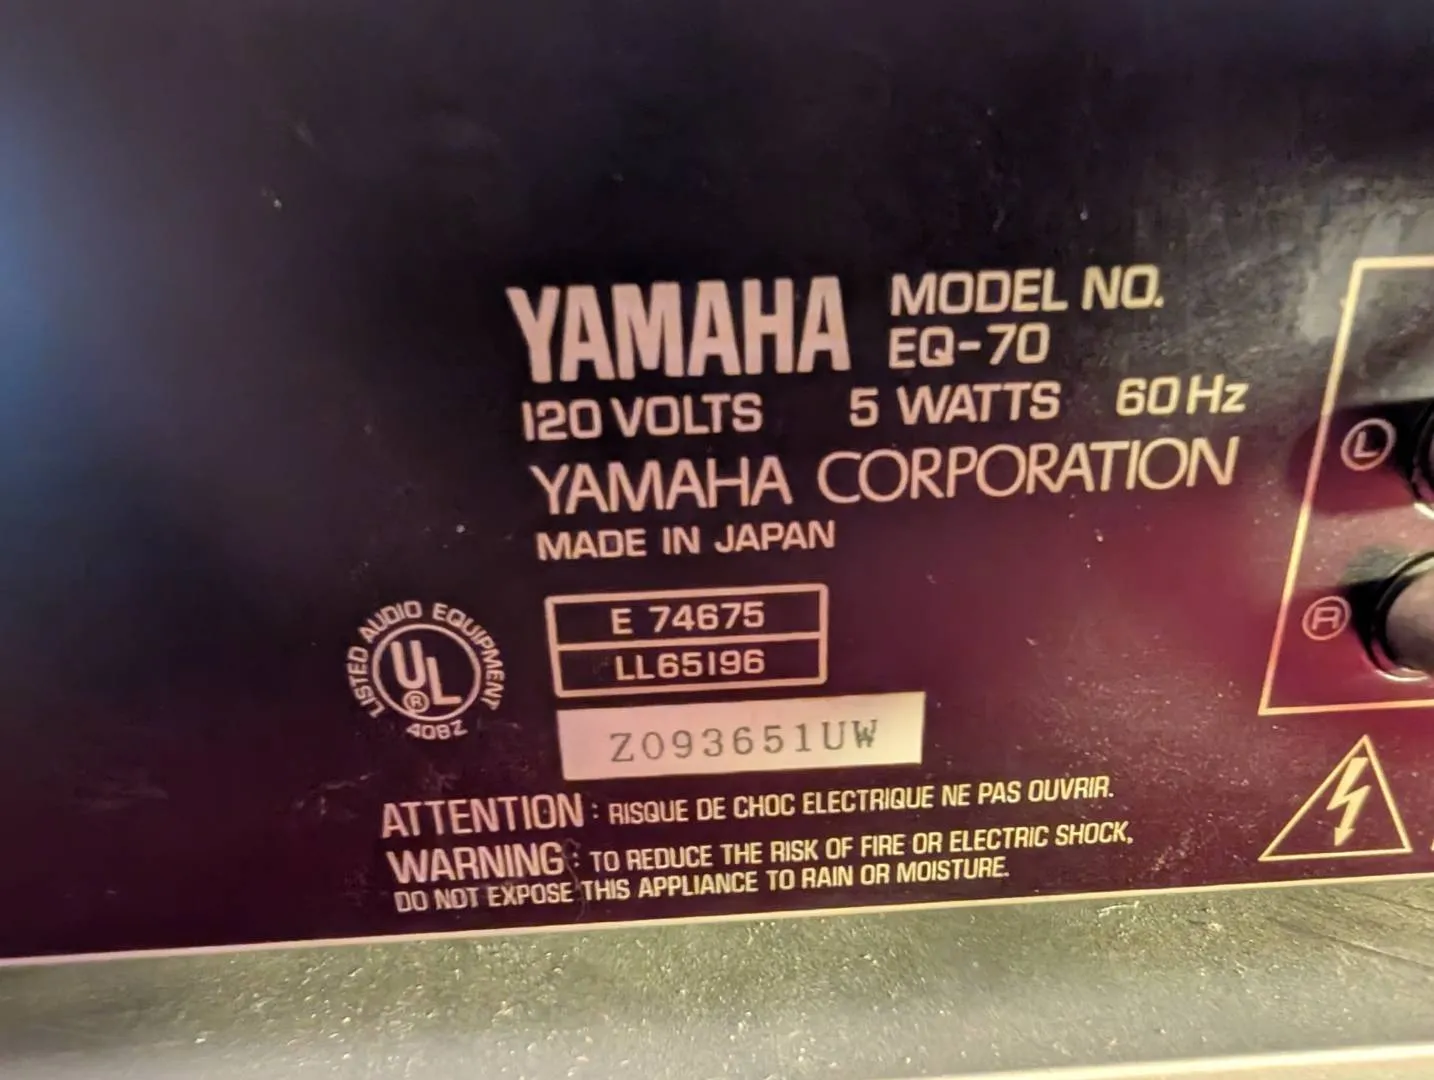 YAMAHA MODEL NO.
EQ-70
120 VOLTS 5 WATTS 60Hz
YAMAHA CORPORATION
MADE IN JAPAN
LISTED AUDIO EQUIPMENT
UL
®
408Z
E 74675
LL65196
Z093651UW
ATTENTION : RISQUE DE CHOC ELECTRIQUE NE PAS OUVRIR.
WARNING : TO REDUCE THE RISK OF FIRE OR ELECTRIC SHOCK,
DO NOT EXPOSE THIS APPLIANCE TO RAIN OR MOISTURE.
L
R